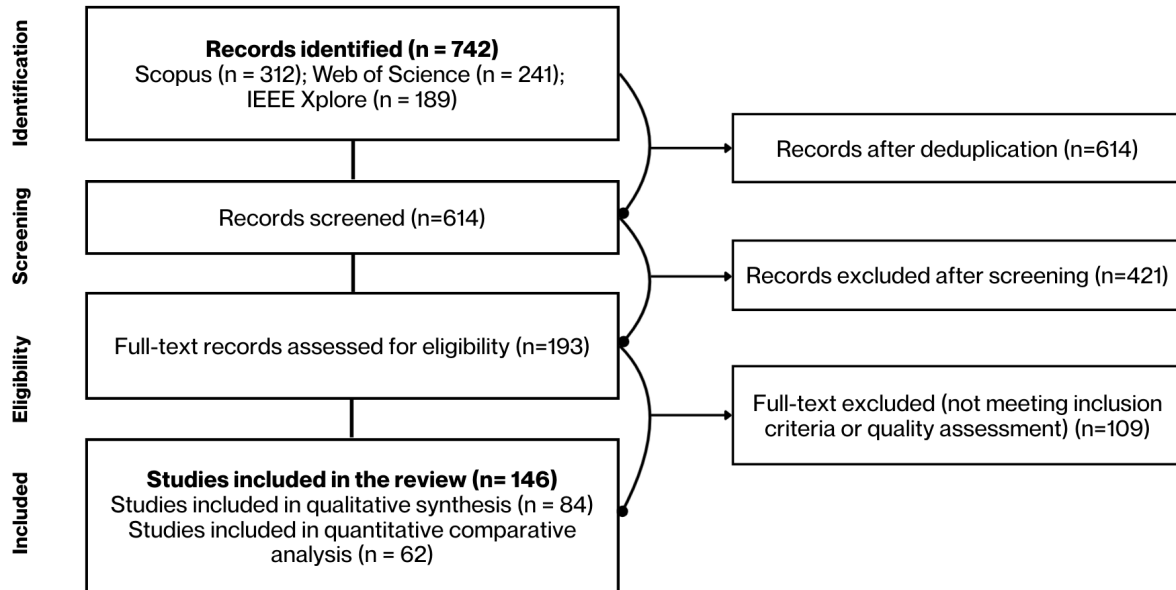 Identification
Records identified (n = 742)
Scopus (n = 312); Web of Science (n = 241);
IEEE Xplore (n = 189)
Records after deduplication (n=614)
Screening
Records screened (n=614)
Records excluded after screening (n=421)
Eligibility
Full-text records assessed for eligibility (n=193)
Full-text excluded (not meeting inclusion
criteria or quality assessment) (n=109)
Included
Studies included in the review (n= 146)
Studies included in qualitative synthesis (n = 84)
Studies included in quantitative comparative
analysis (n = 62)